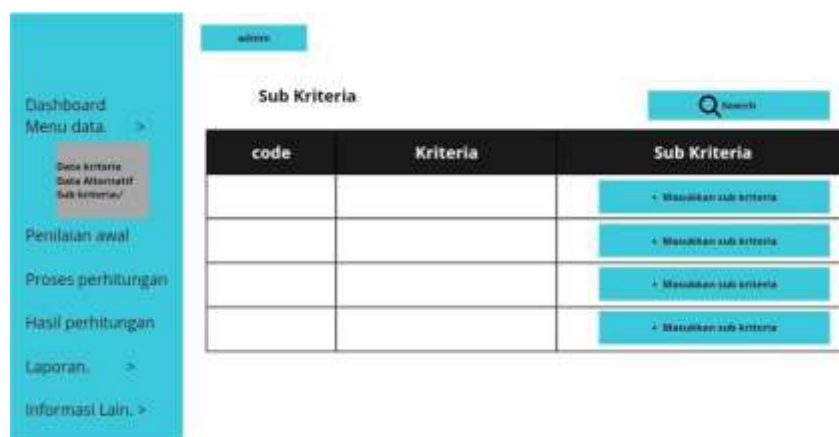 admin
Dashboard
Menu data. >
Data kriteria
Data Alternatif
Sub kriteria√
Penilaian awal
Proses perhitungan
Hasil perhitungan
Laporan. >
Informasi Lain. >
Sub Kriteria
Search
code Kriteria Sub Kriteria
+ Masukkan sub kriteria
+ Masukkan sub kriteria
+ Masukkan sub kriteria
+ Masukkan sub kriteria